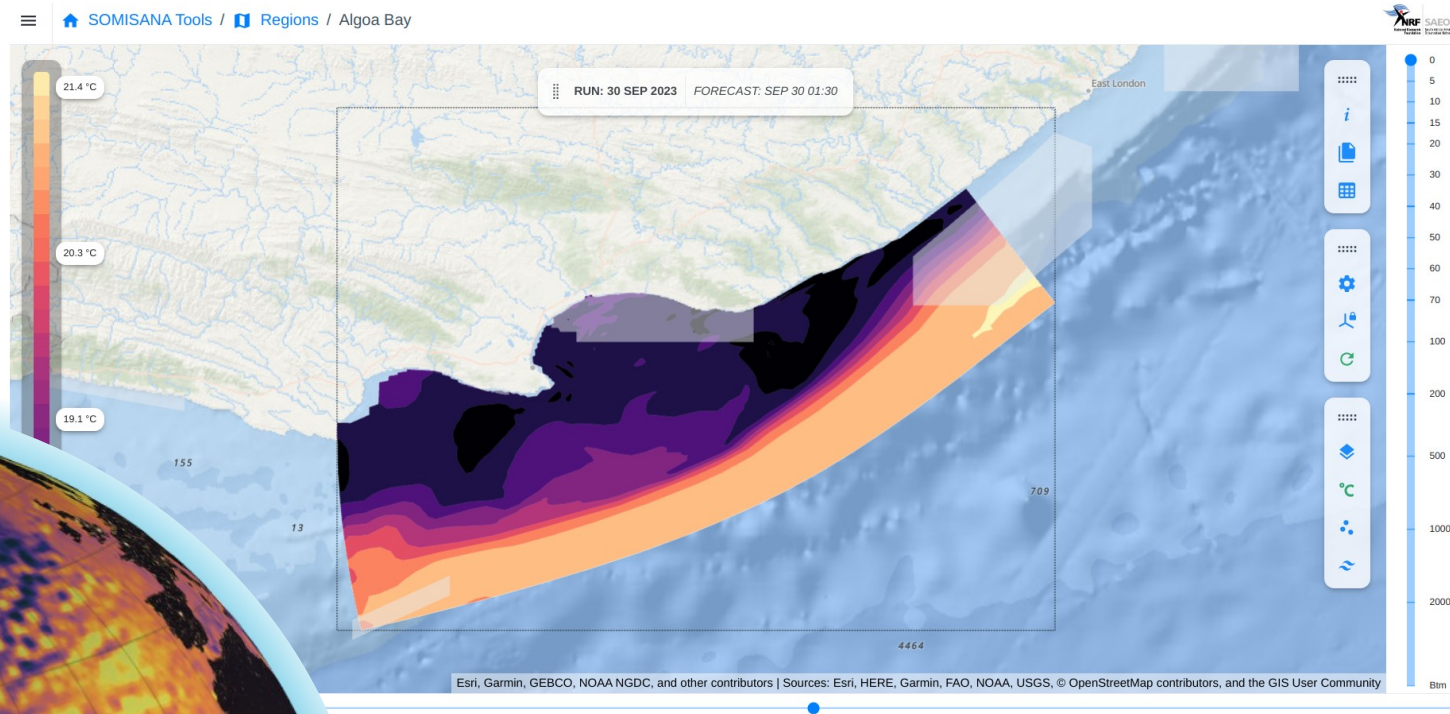 SOMISANA Tools / Regions / Algoa Bay
NRF
SAEO
RUN: 30 SEP 2023 FORECAST: SEP 30 01:30
East London
21.4 °C
20.3 °C
19.1 °C
i
°C
155
13
709
4464
0
5
10
15
20
30
40
50
60
70
100
200
500
1000
2000
Btm
Esri, Garmin, GEBCO, NOAA NGDC, and other contributors | Sources: Esri, HERE, Garmin, FAO, NOAA, USGS, © OpenStreetMap contributors, and the GIS User Community